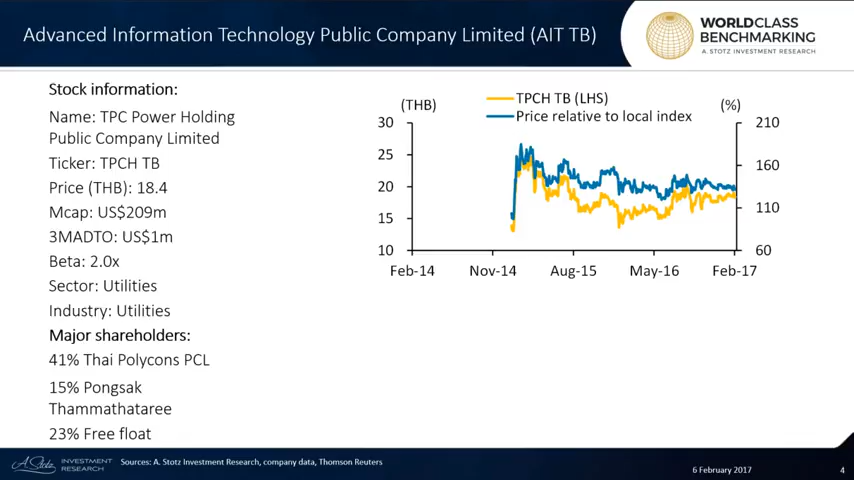 Advanced Information Technology Public Company Limited (AIT TB)
WORLDCLASS
BENCHMARKING
A. STOTZ INVESTMENT RESEARCH
Stock information:
Name: TPC Power Holding
Public Company Limited
Ticker: TPCH TB
Price (THB): 18.4
Mcap: US$209m
3MADTO: US$1m
Beta: 2.0x
Sector: Utilities
Industry: Utilities
Major shareholders:
41% Thai Polycons PCL
15% Pongsak
Thammathataree
23% Free float
(THB)
TPCH TB (LHS)
Price relative to local index
(%)
30
25
20
15
10
210
160
110
60
Feb-14
Nov-14
Aug-15
May-16
Feb-17
A. Stotz
INVESTMENT
RESEARCH
Sources: A. Stotz Investment Research, company data, Thomson Reuters
6 February 2017
4